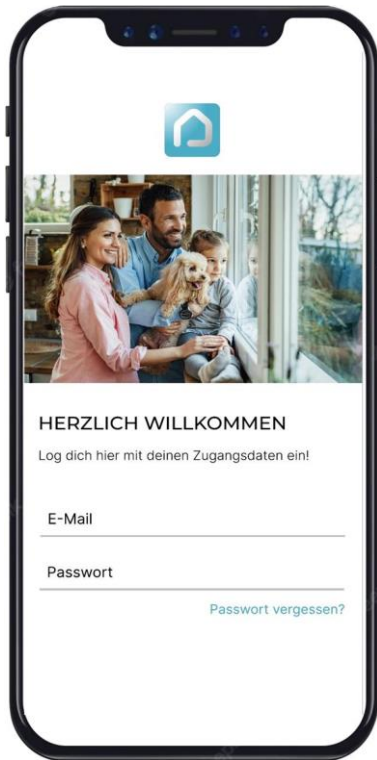 HERZLICH WILLKOMMEN
Log dich hier mit deinen Zugangsdaten ein!
E-Mail
Passwort
Passwort vergessen?